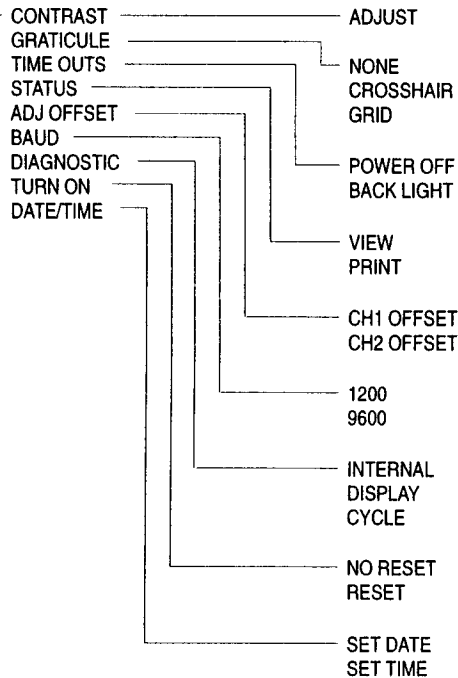 CONTRAST
GRATICULE
TIME OUTS
STATUS
ADJ OFFSET
BAUD
DIAGNOSTIC
TURN ON
DATE/TIME
ADJUST
NONE
CROSSHAIR
GRID
POWER OFF
BACK LIGHT
VIEW
PRINT
CH1 OFFSET
CH2 OFFSET
1200
9600
INTERNAL
DISPLAY
CYCLE
NO RESET
RESET
SET DATE
SET TIME